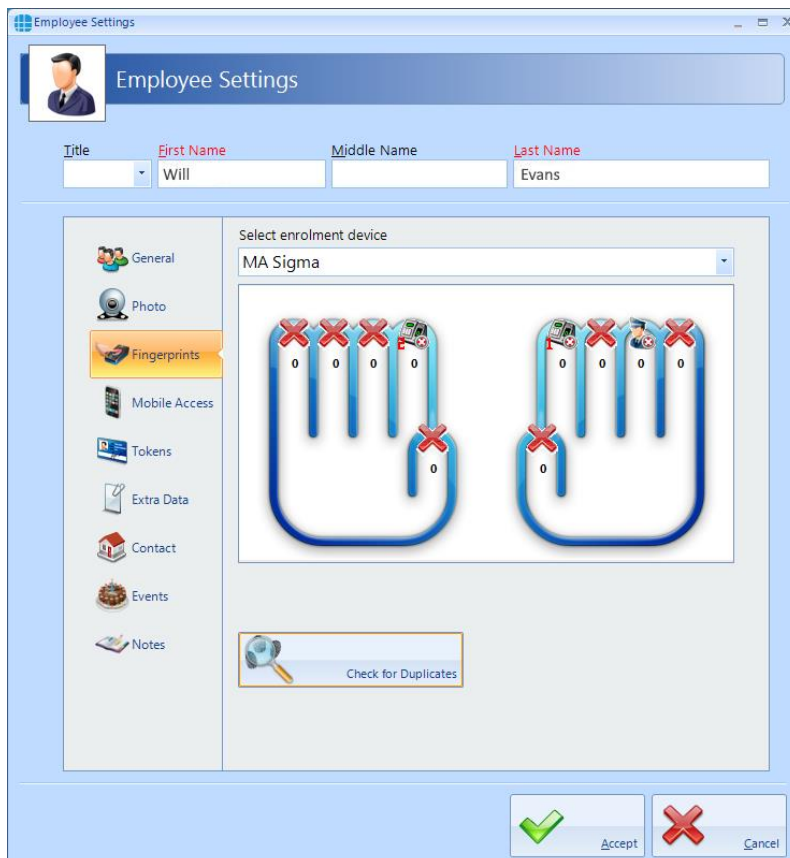 Employee Settings
Employee Settings
Title First Name Middle Name Last Name
Will Evans
Select enrolment device
MA Sigma
General
Photo
Fingerprints
Mobile Access
Tokens
Extra Data
Contact
Events
Notes
2 1
0 0 0 0 0 0 0 0
0 0
Check for Duplicates
Accept Cancel